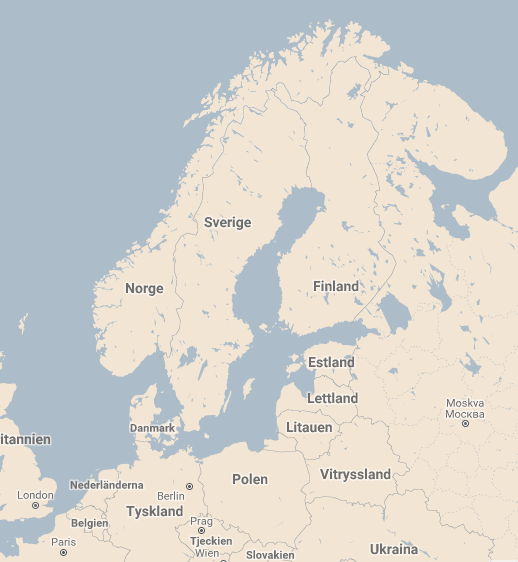 Sverige
Norge
Finland
Estland
Lettland
Moskva
Москва
Danmark
Litauen
itannien
Vitryssland
Polen
Nederländerna
Berlin
London
Tyskland
Belgien
Prag
Paris
Tjeckien
Wien
Slovakien
Ukraina